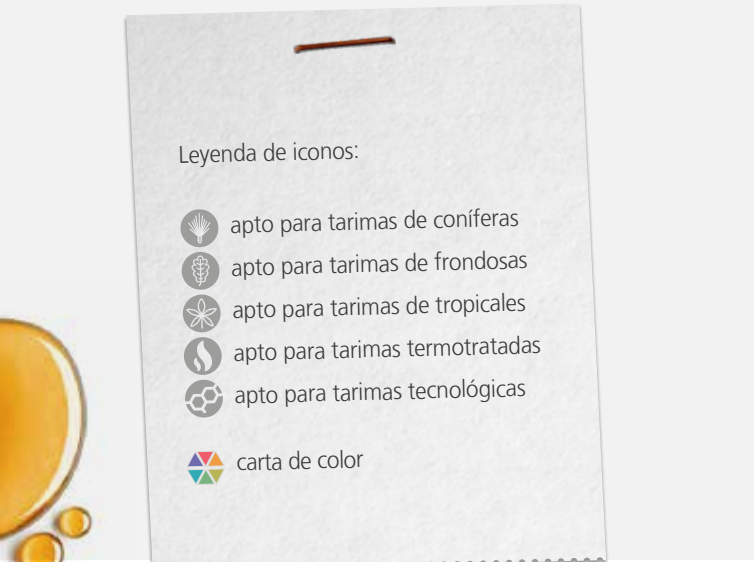 Leyenda de iconos:
apto para tarimas de coníferas
apto para tarimas de frondosas
apto para tarimas de tropicales
apto para tarimas termotratadas
apto para tarimas tecnológicas
carta de color